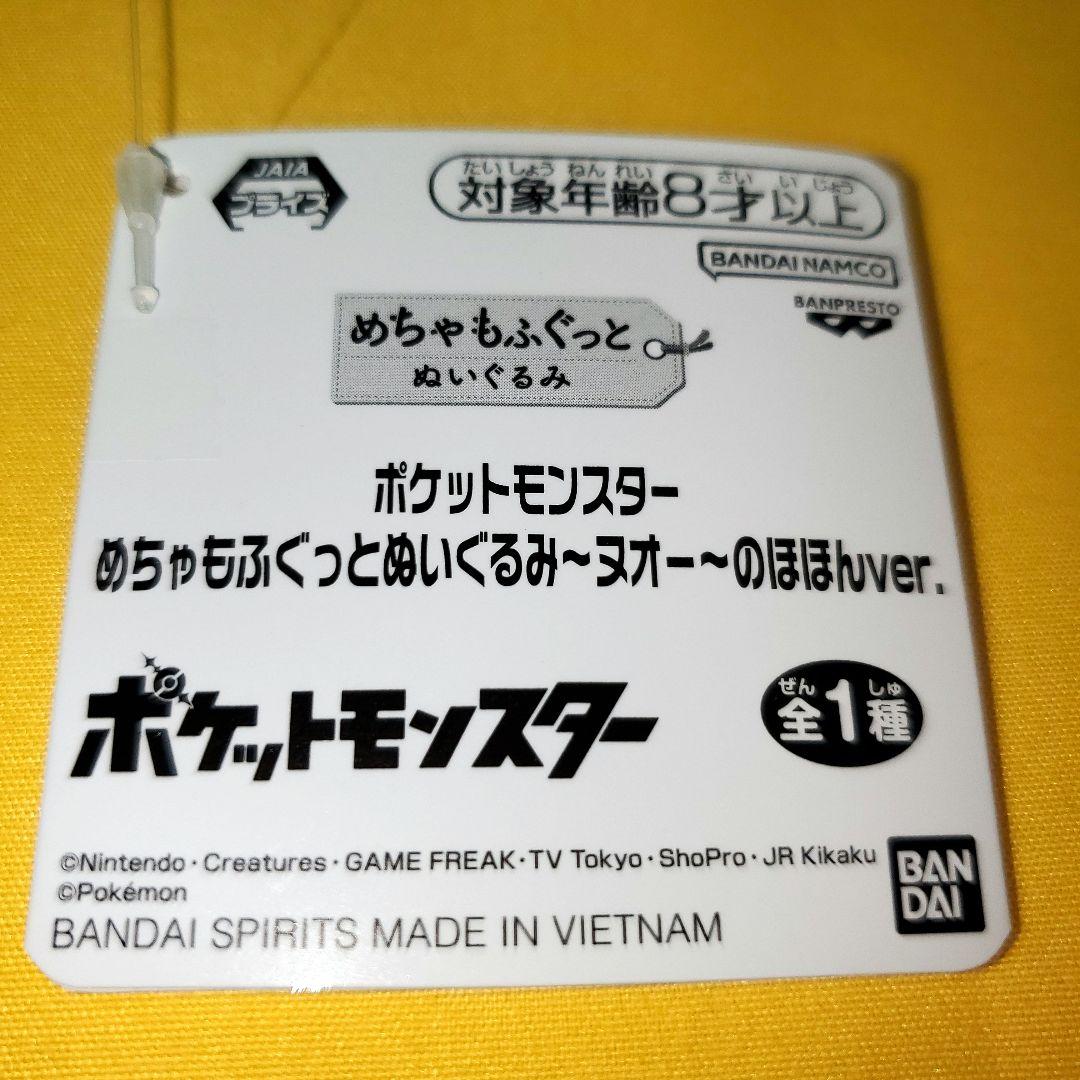 JAIA
プライズ
たいしょうねんれい さいいじょう
対象年齢8才以上
BANDAI NAMCO
BANPRESTO
めちゃもふぐっと
ぬいぐるみ
ポケットモンスター
めちゃもふぐっとぬいぐるみ～ヌオー～のほほんver.
ポケットモンスター
ぜん しゅ
全1種
©Nintendo・Creatures・GAME FREAK・TV Tokyo・ShoPro・JR Kikaku
©Pokémon
BANDAI SPIRITS MADE IN VIETNAM
BAN
DAI